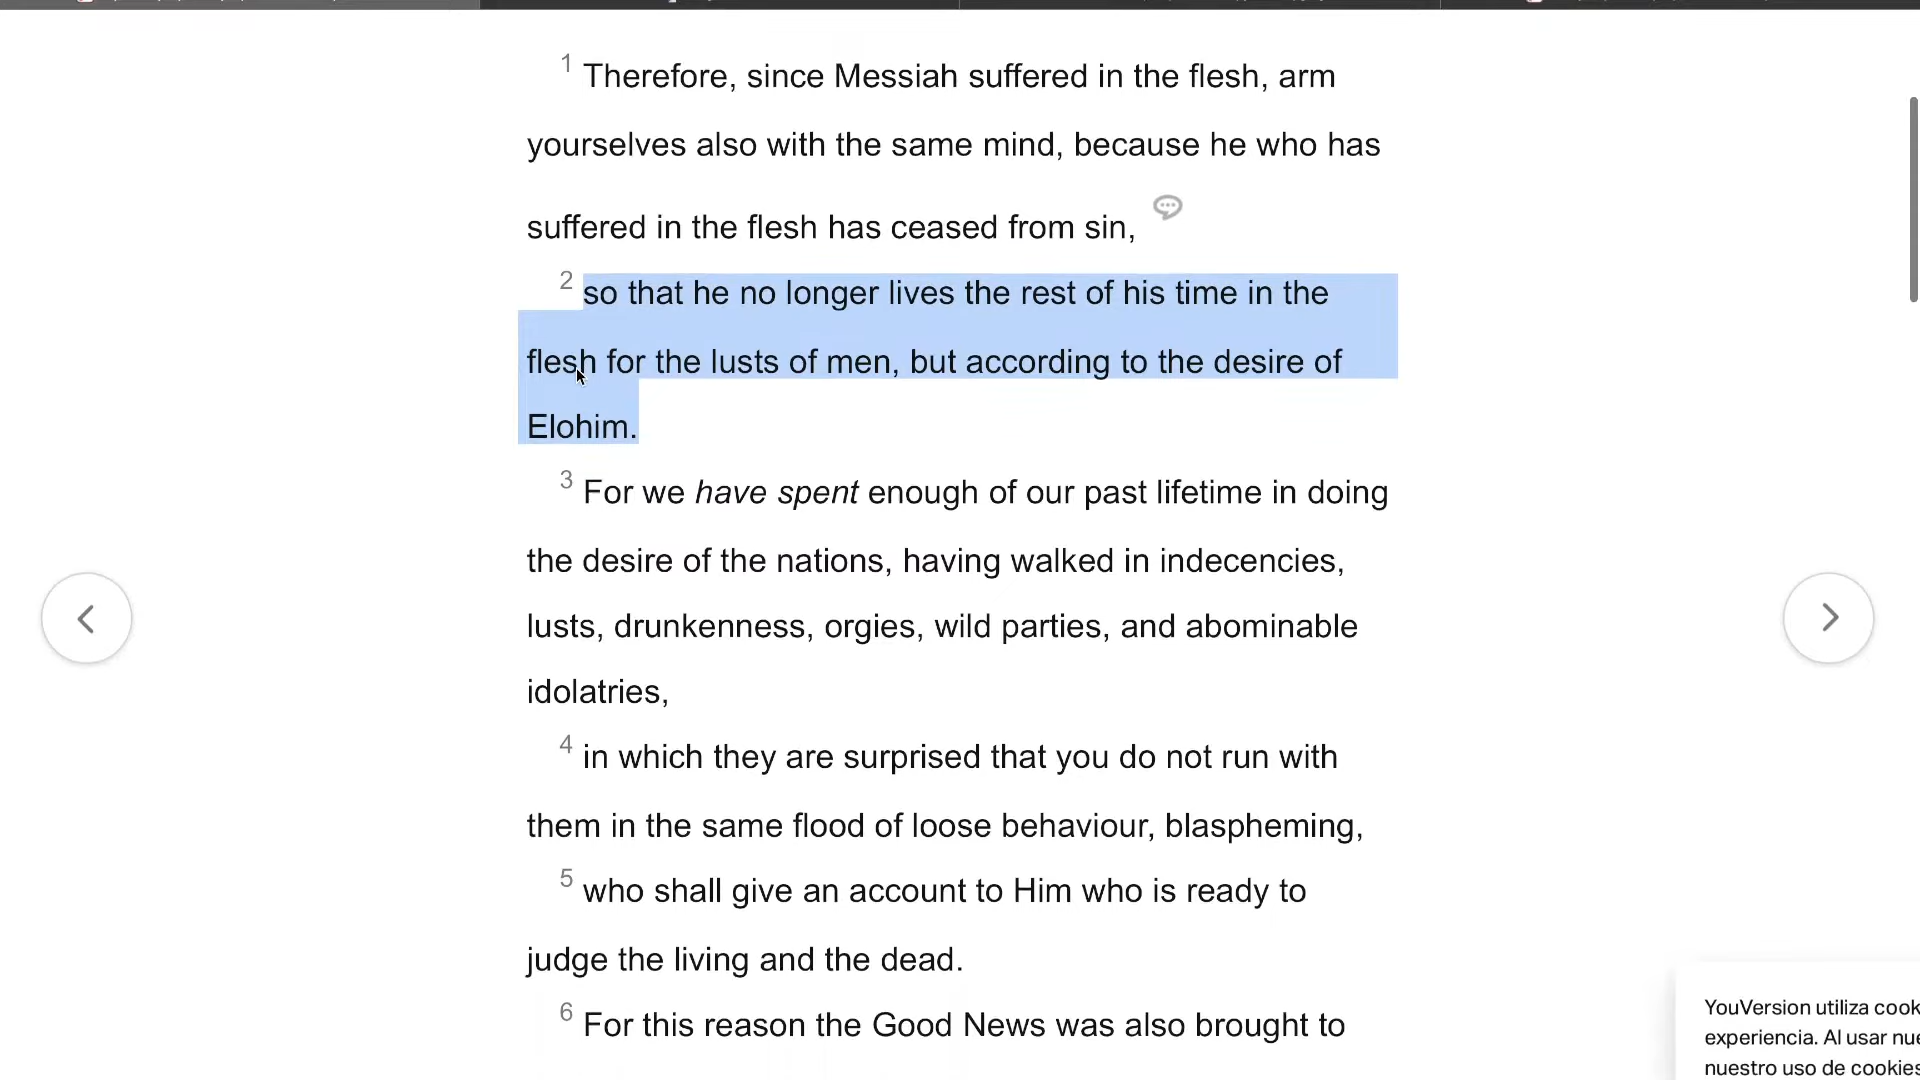 1 Therefore, since Messiah suffered in the flesh, arm
yourselves also with the same mind, because he who has
suffered in the flesh has ceased from sin,
2 so that he no longer lives the rest of his time in the
flesh for the lusts of men, but according to the desire of
Elohim.
3 For we have spent enough of our past lifetime in doing
the desire of the nations, having walked in indecencies,
lusts, drunkenness, orgies, wild parties, and abominable
idolatries,
4 in which they are surprised that you do not run with
them in the same flood of loose behaviour, blaspheming,
5 who shall give an account to Him who is ready to
judge the living and the dead.
6 For this reason the Good News was also brought to
YouVersion utiliza cook
experiencia. Al usar nue
nuestro uso de cookies